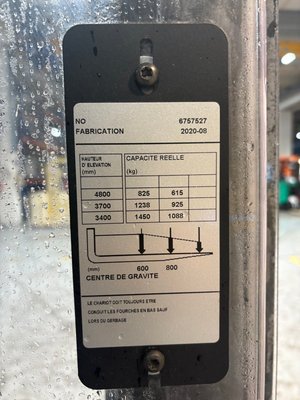 NO 6757527
FABRICATION 2020-08
HAUTEUR CAPACITE REELLE
D'ELEVATION (kg)
(mm)
4800 825 615
3700 1238 925
3400 1450 1088
(mm) 600 800
CENTRE DE GRAVITE
LE CHARIOT DOIT TOUJOURS ETRE
CONDUIT LES FOURCHES EN BAS SAUF
LORS DU GERBAGE